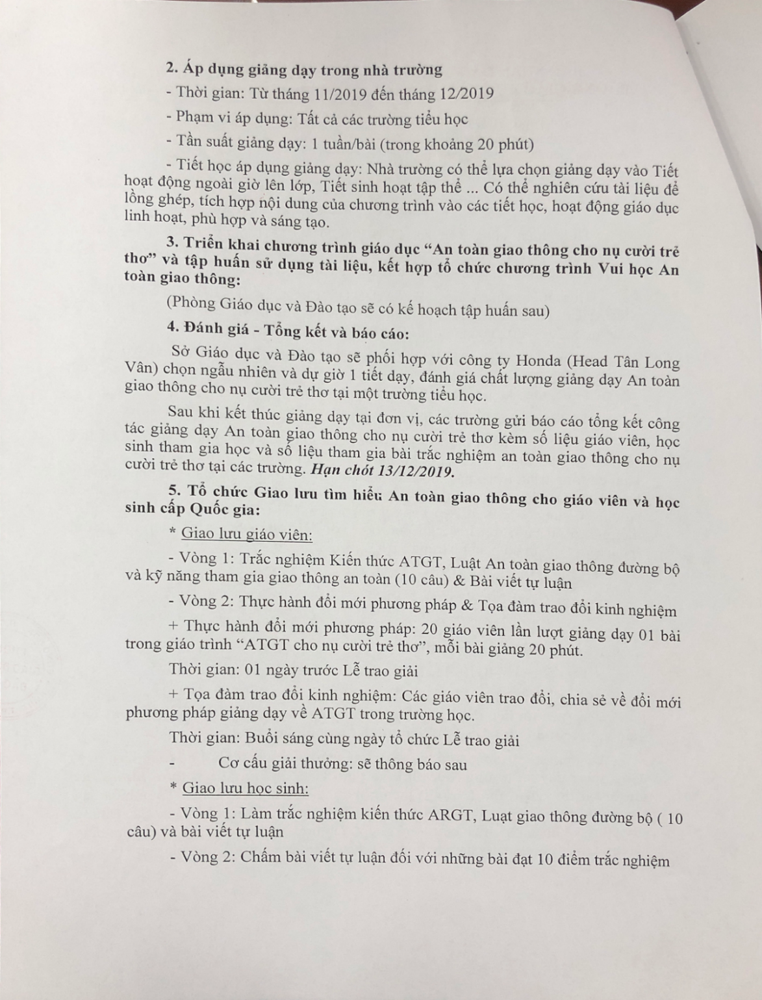 2. Áp dụng giảng dạy trong nhà trường
- Thời gian: Từ tháng 11/2019 đến tháng 12/2019
- Phạm vi áp dụng: Tất cả các trường tiểu học
- Tần suất giảng dạy: 1 tuần/bài (trong khoảng 20 phút)
- Tiết học áp dụng giảng dạy: Nhà trường có thể lựa chọn giảng dạy vào Tiết
hoạt động ngoài giờ lên lớp, Tiết sinh hoạt tập thể ... Có thể nghiên cứu tài liệu để
lồng ghép, tích hợp nội dung của chương trình vào các tiết học, hoạt động giáo dục
linh hoạt, phù hợp và sáng tạo.
3. Triển khai chương trình giáo dục “An toàn giao thông cho nụ cười trẻ
thơ” và tập huấn sử dụng tài liệu, kết hợp tổ chức chương trình Vui học An
toàn giao thông:
(Phòng Giáo dục và Đào tạo sẽ có kế hoạch tập huấn sau)
4. Đánh giá - Tổng kết và báo cáo:
Sở Giáo dục và Đào tạo sẽ phối hợp với công ty Honda (Head Tân Long
Vân) chọn ngẫu nhiên và dự giờ 1 tiết dạy, đánh giá chất lượng giảng dạy An toàn
giao thông cho nụ cười trẻ thơ tại một trường tiểu học.
Sau khi kết thúc giảng dạy tại đơn vị, các trường gửi báo cáo tổng kết công
tác giảng dạy An toàn giao thông cho nụ cười trẻ thơ kèm số liệu giáo viên, học
sinh tham gia học và số liệu tham gia bài trắc nghiệm an toàn giao thông cho nụ
cười trẻ thơ tại các trường. Hạn chót 13/12/2019.
5. Tổ chức Giao lưu tìm hiểu An toàn giao thông cho giáo viên và học
sinh cấp Quốc gia:
* Giao lưu giáo viên:
- Vòng 1: Trắc nghiệm Kiến thức ATGT, Luật An toàn giao thông đường bộ
và kỹ năng tham gia giao thông an toàn (10 câu) & Bài viết tự luận
- Vòng 2: Thực hành đổi mới phương pháp & Tọa đàm trao đổi kinh nghiệm
+ Thực hành đổi mới phương pháp: 20 giáo viên lần lượt giảng dạy 01 bài
trong giáo trình “ATGT cho nụ cười trẻ thơ”, mỗi bài giảng 20 phút.
Thời gian: 01 ngày trước Lễ trao giải
+ Tọa đàm trao đổi kinh nghiệm: Các giáo viên trao đổi, chia sẻ về đổi mới
phương pháp giảng dạy về ATGT trong trường học.
Thời gian: Buổi sáng cùng ngày tổ chức Lễ trao giải
- Cơ cấu giải thưởng: sẽ thông báo sau
* Giao lưu học sinh:
- Vòng 1: Làm trắc nghiệm kiến thức ARGT, Luạt giao thông đường bộ ( 10
câu) và bài viết tự luận
- Vòng 2: Chấm bài viết tự luận đối với những bài đạt 10 điểm trắc nghiệm